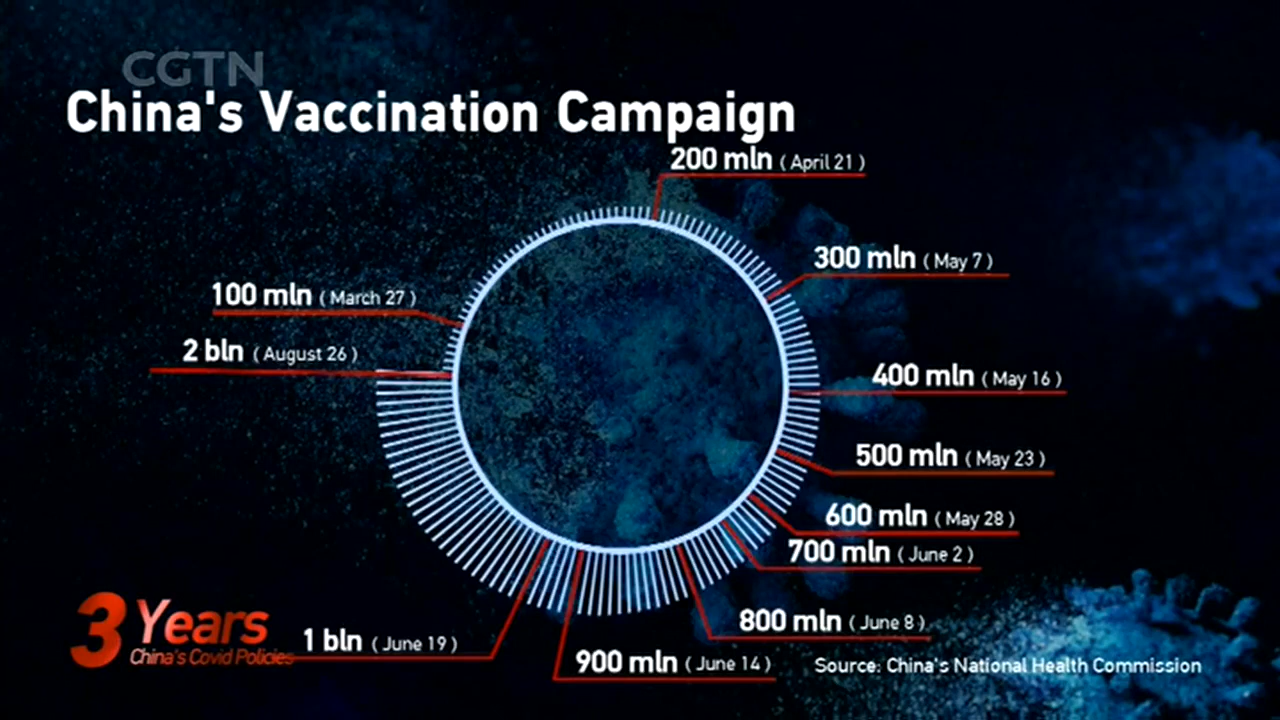 CGTN
China's Vaccination Campaign
200 mln ( April 21 )
300 mln ( May 7 )
100 mln ( March 27 )
2 bln ( August 26 )
400 mln ( May 16 )
500 mln ( May 23 )
600 mln ( May 28 )
700 mln ( June 2 )
800 mln ( June 8 )
1 bln ( June 19 )
900 mln ( June 14 )
3 Years
China's Covid Policies
Source: China's National Health Commission